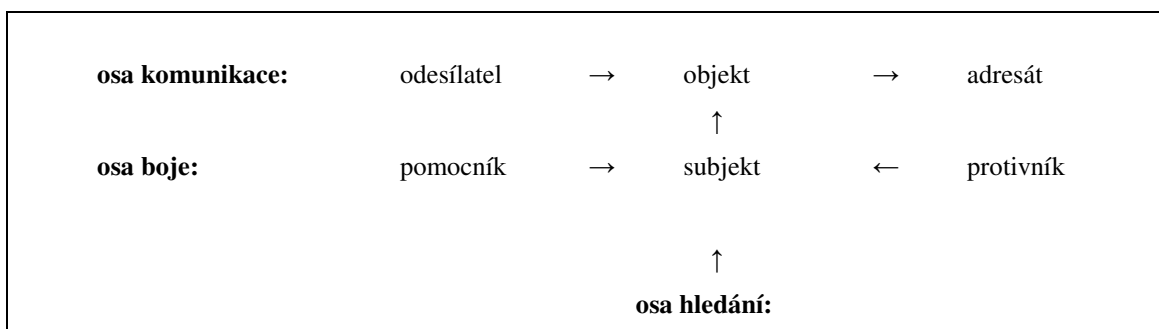 osa komunikace: odesílatel → objekt → adresát
↑
osa boje: pomocník → subjekt ← protivník
↑
osa hledání: